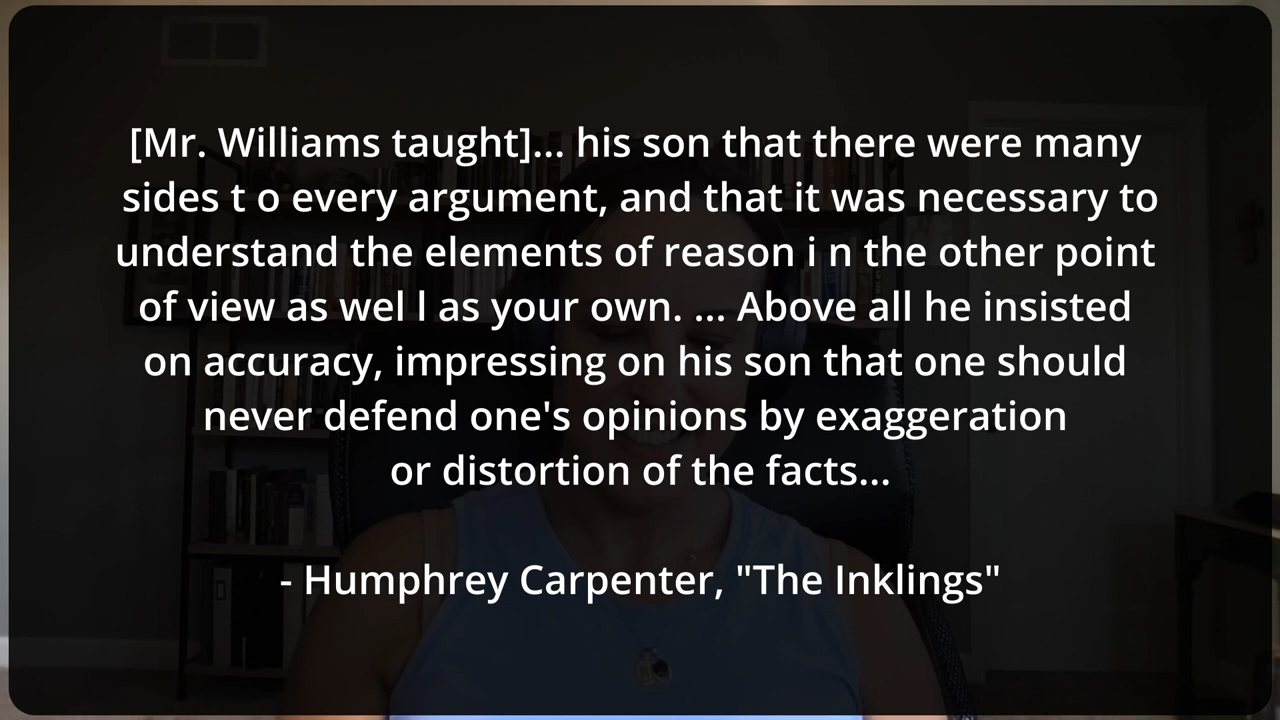 [Mr. Williams taught]... his son that there were many
sides t o every argument, and that it was necessary to
understand the elements of reason i n the other point
of view as wel l as your own. ... Above all he insisted
on accuracy, impressing on his son that one should
never defend one's opinions by exaggeration
or distortion of the facts...
- Humphrey Carpenter, "The Inklings"